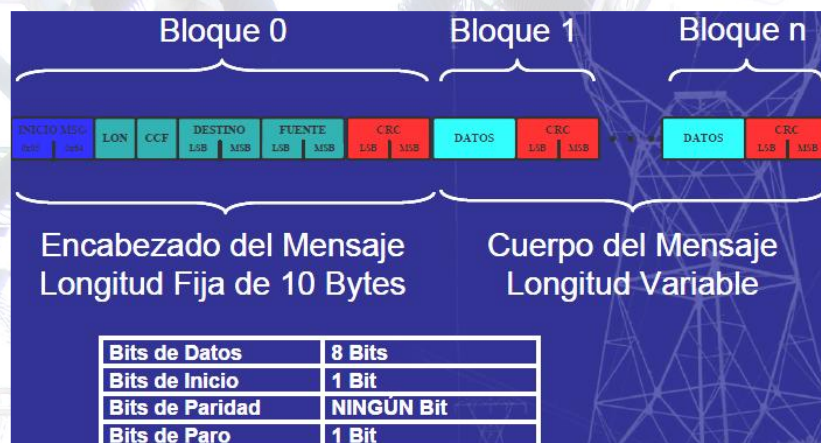 Bloque 0 Bloque 1 Bloque n
INICIO MSG LON CCF DESTINO FUENTE CRC DATOS CRC DATOS CRC
0x05 0x64 LSB MSB LSB MSB LSB MSB LSB MSB LSB MSB
Encabezado del Mensaje
Longitud Fija de 10 Bytes
Cuerpo del Mensaje
Longitud Variable
Bits de Datos 8 Bits
Bits de Inicio 1 Bit
Bits de Paridad NINGÚN Bit
Bits de Paro 1 Bit